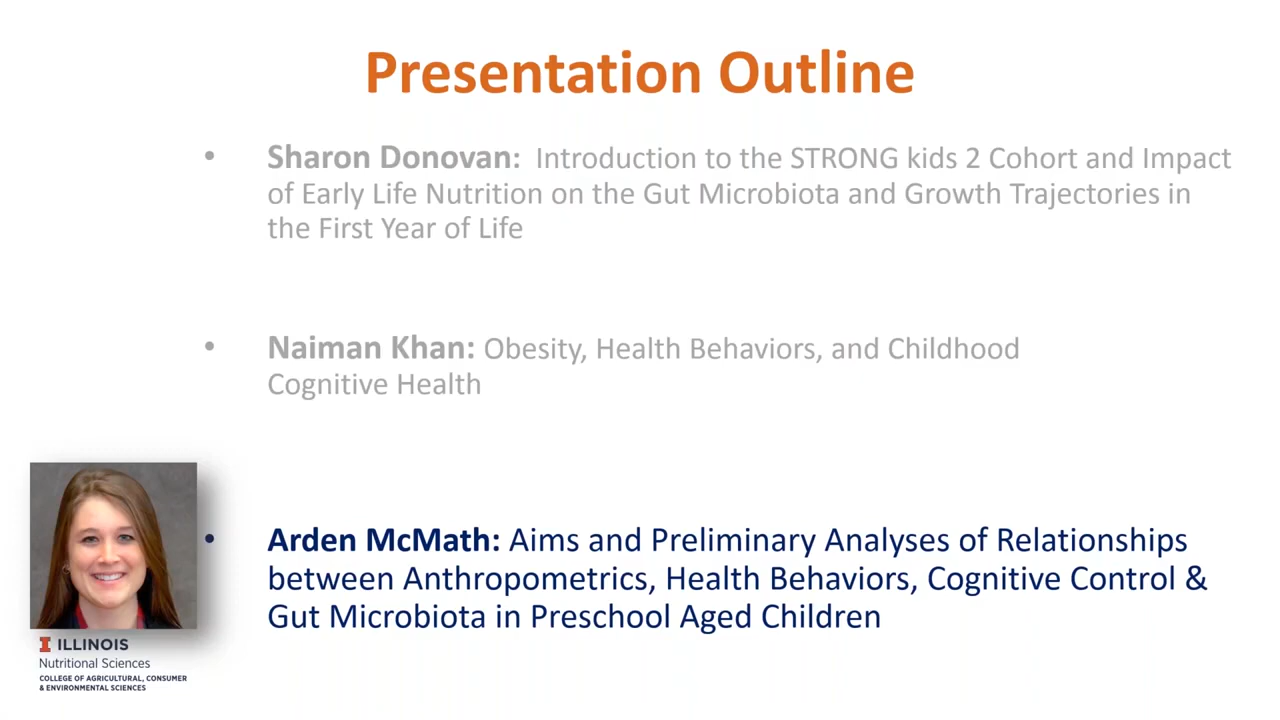 Presentation Outline
• Sharon Donovan: Introduction to the STRONG kids 2 Cohort and Impact
of Early Life Nutrition on the Gut Microbiota and Growth Trajectories in
the First Year of Life
• Naiman Khan: Obesity, Health Behaviors, and Childhood
Cognitive Health
• Arden McMath: Aims and Preliminary Analyses of Relationships
between Anthropometrics, Health Behaviors, Cognitive Control &
Gut Microbiota in Preschool Aged Children
I ILLINOIS
Nutritional Sciences
COLLEGE OF AGRICULTURAL, CONSUMER
& ENVIRONMENTAL SCIENCES